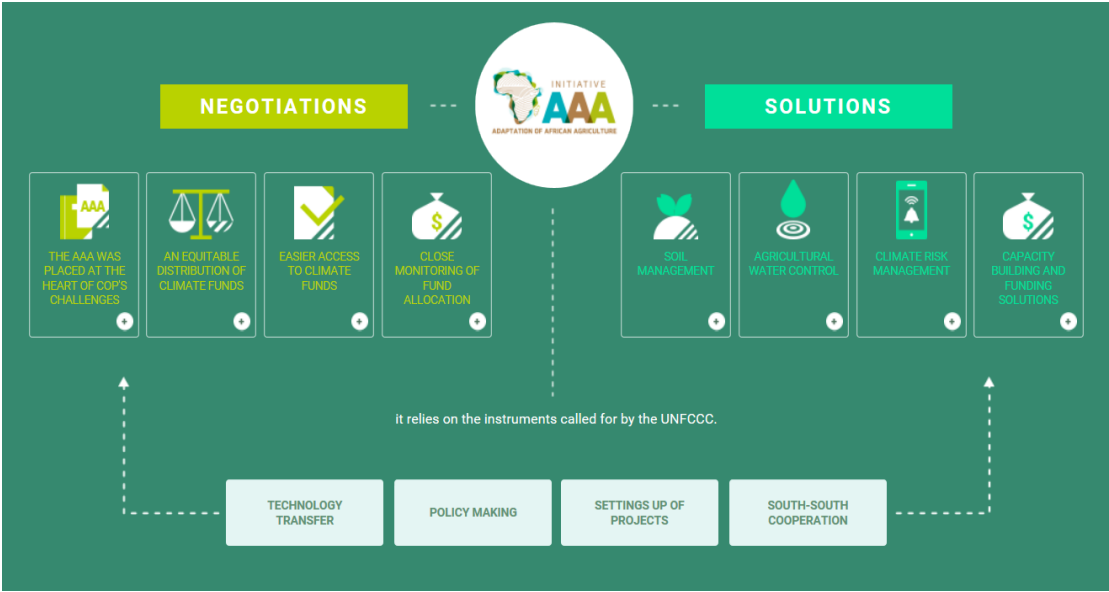 INITIATIVE
AAA
ADAPTATION OF AFRICAN AGRICULTURE
NEGOTIATIONS
SOLUTIONS
AAA
THE AAA WAS
PLACED AT THE
HEART OF COP'S
CHALLENGES
AN EQUITABLE
DISTRIBUTION OF
CLIMATE FUNDS
EASIER ACCESS
TO CLIMATE
FUNDS
$
CLOSE
MONITORING OF
FUND
ALLOCATION
SOIL
MANAGEMENT
AGRICULTURAL
WATER CONTROL
CLIMATE RISK
MANAGEMENT
$
CAPACITY
BUILDING AND
FUNDING
SOLUTIONS
it relies on the instruments called for by the UNFCCC.
TECHNOLOGY
TRANSFER
POLICY MAKING
SETTINGS UP OF
PROJECTS
SOUTH-SOUTH
COOPERATION